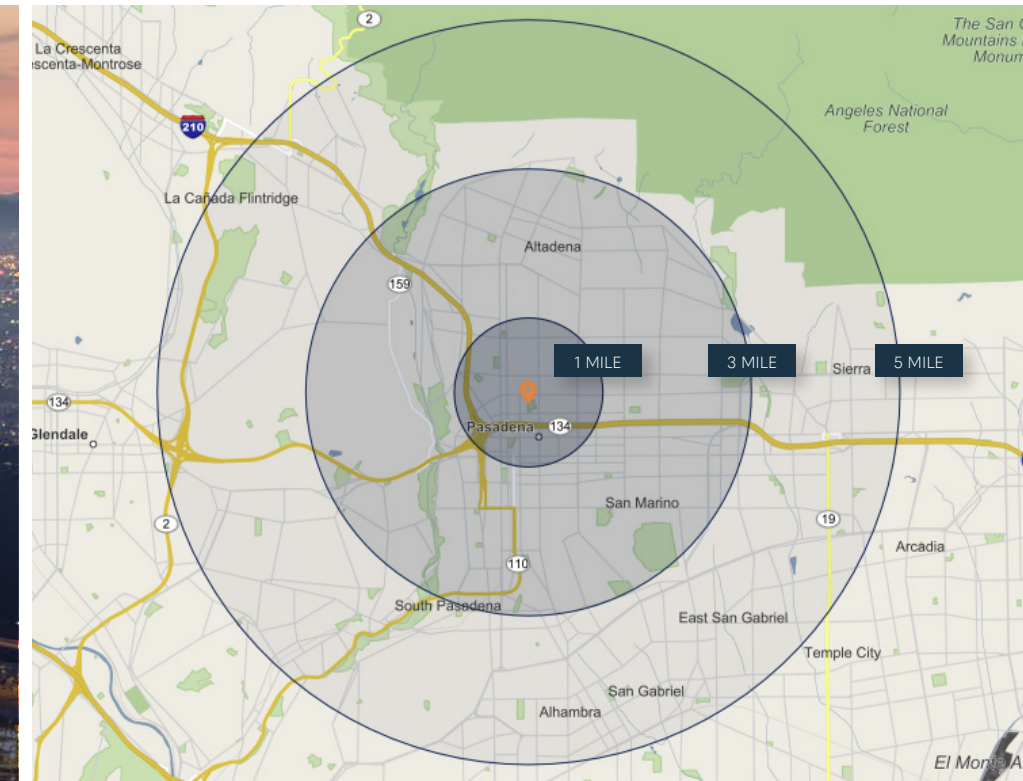 2
The San
Mountains
Monum
La Crescenta
escenta-Montrose
Angeles National
Forest
210
La Cañada Flintridge
Altadena
159
1 MILE
3 MILE
Sierra
5 MILE
134
Glendale
Pasadena
134
San Marino
2
19
Arcadia
110
South Pasadena
East San Gabriel
Temple City
San Gabriel
Alhambra
El Monte A